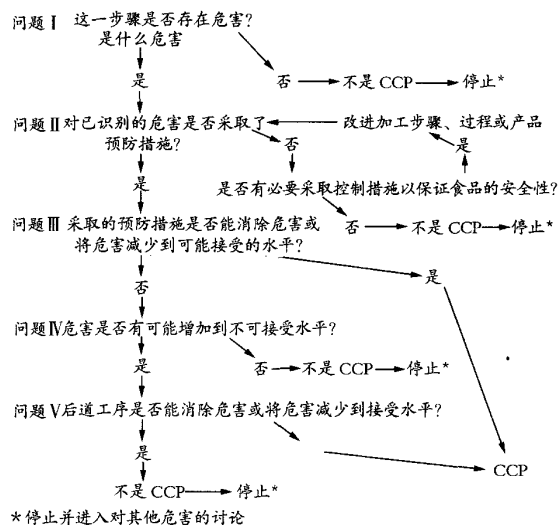 问题Ⅰ 这一步骤是否存在危害?
是什么危害
是
否 不是 CCP 停止*
问题Ⅱ对已识别的危害是否采取了
预防措施?
改进加工步骤、过程或产品
否
是
是
是否有必要采取控制措施以保证食品的安全性?
问题Ⅲ 采取的预防措施是否能消除危害或
将危害减少到可能接受的水平?
否 不是 CCP 停止*
是
否
问题Ⅳ危害是否有可能增加到不可接受水平?
是
否 不是 CCP 停止*
问题Ⅴ后道工序是否能消除危害或将危害减少到接受水平?
是
CCP
不是 CCP 停止*
*停止并进入对其他危害的讨论